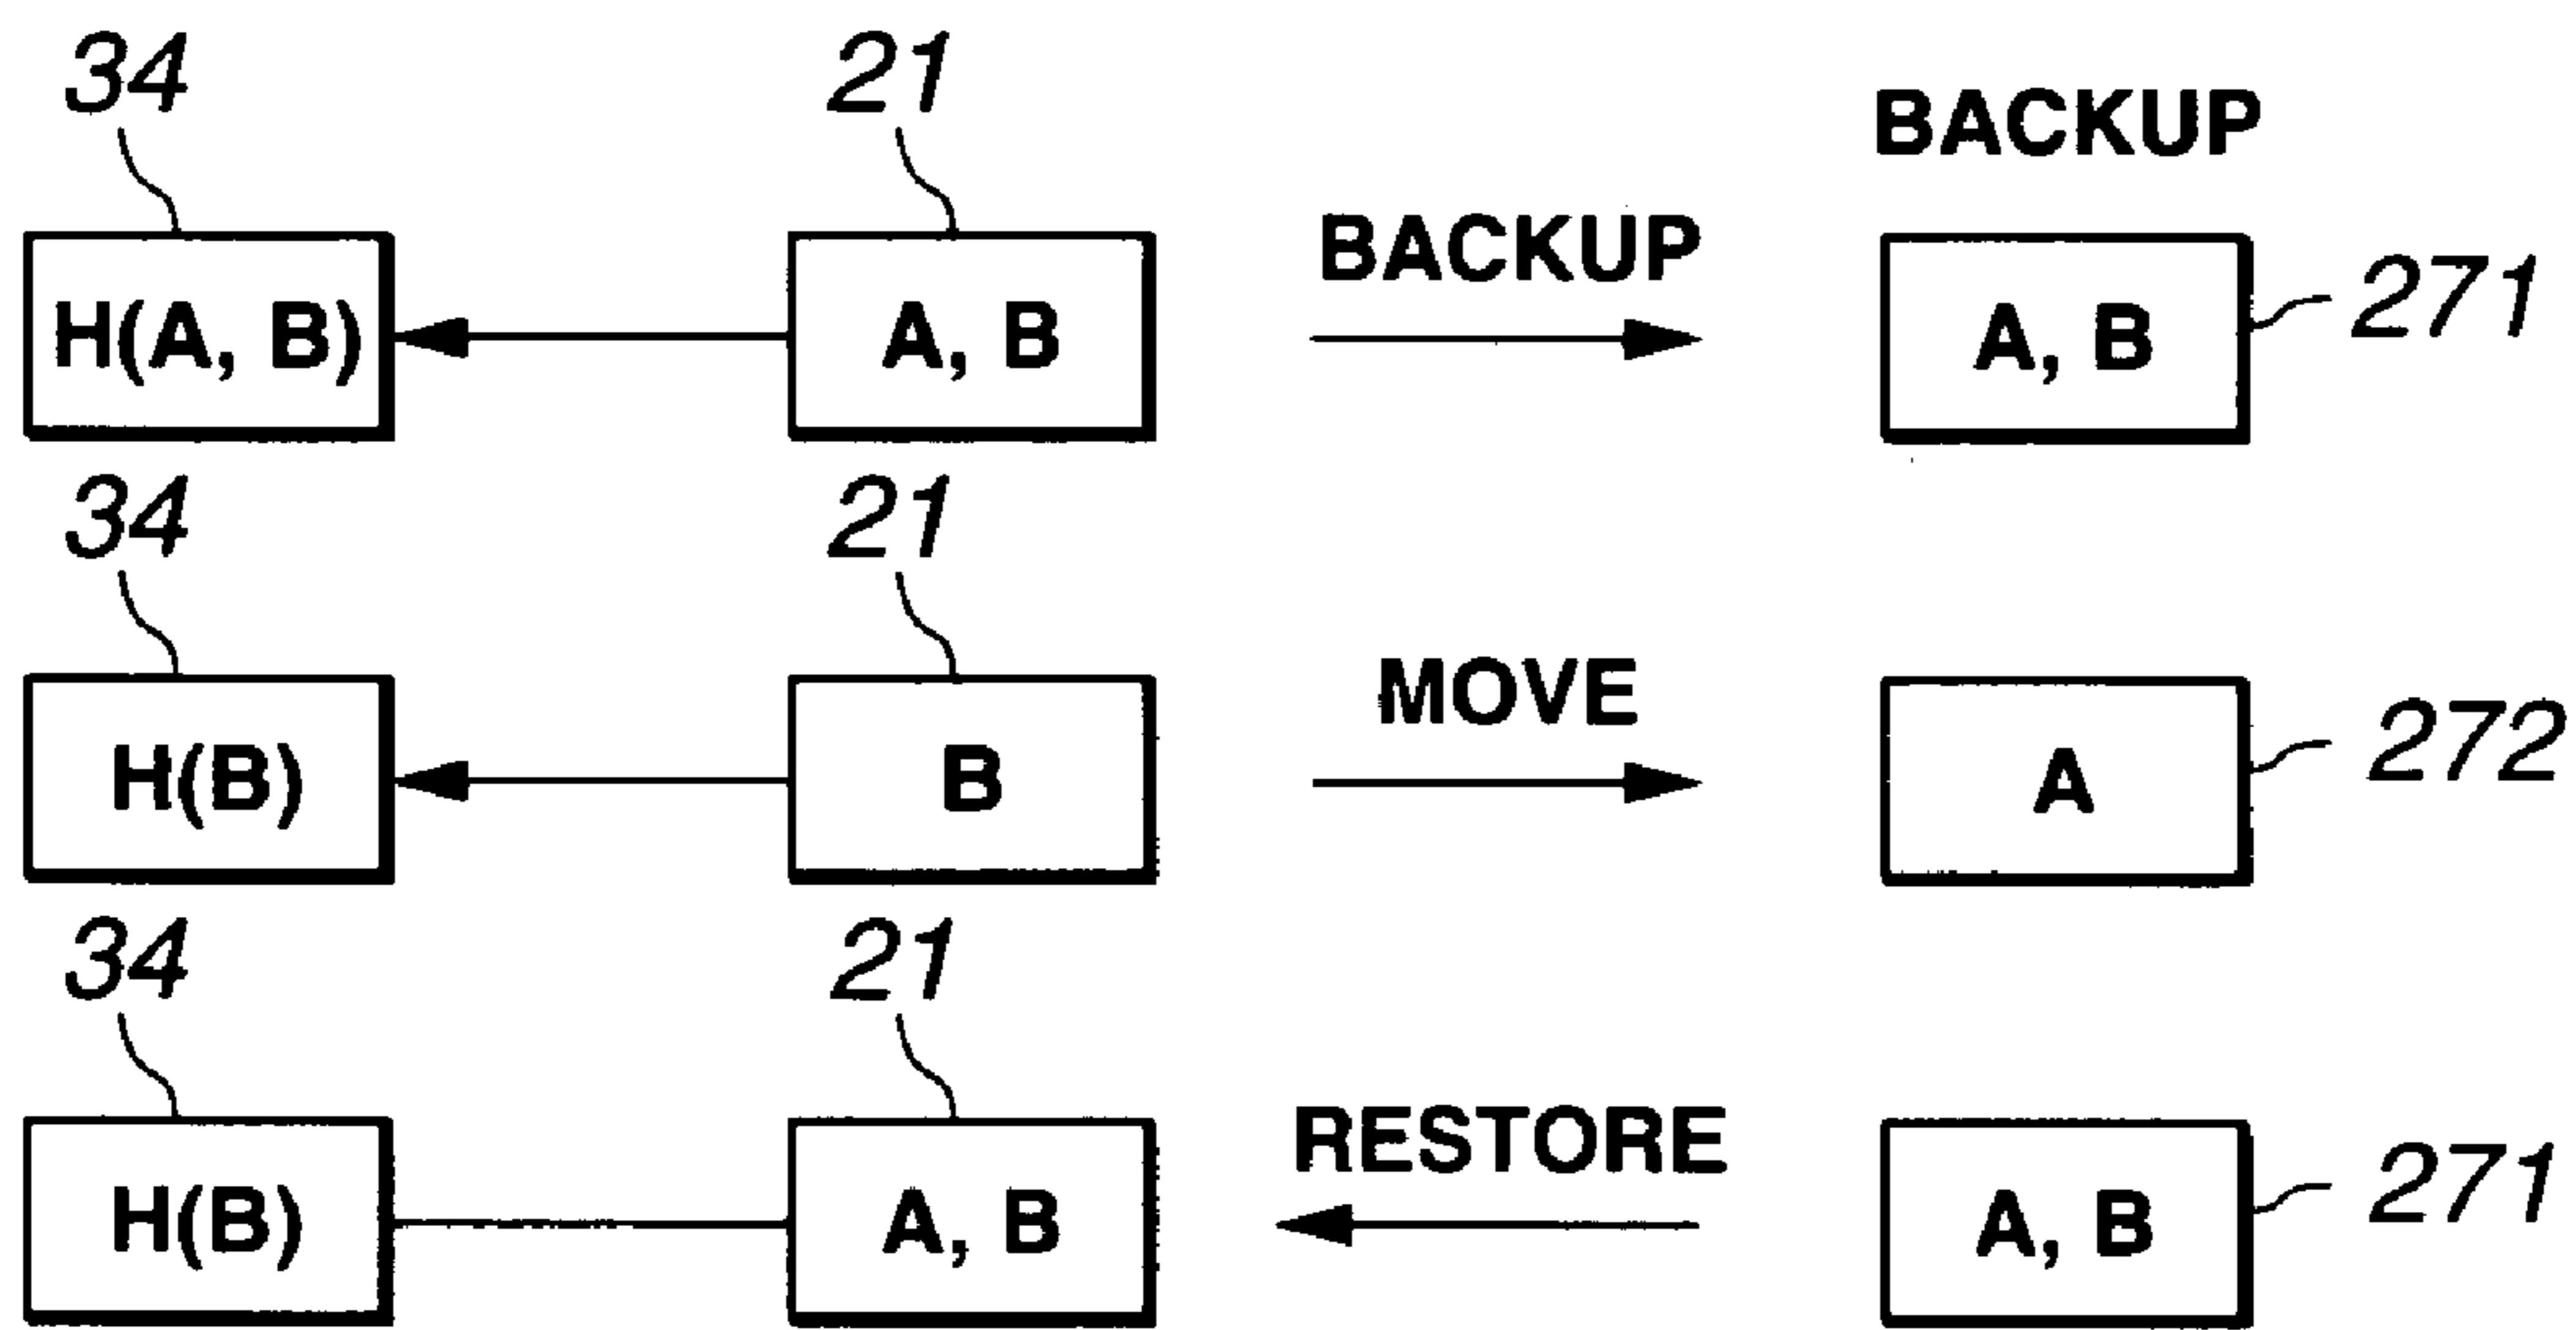 34 21 BACKUP
BACKUP
H(A, B) A, B A, B 271
34 21
MOVE
H(B) B A 272
34 21
RESTORE
H(B) A, B A, B 271